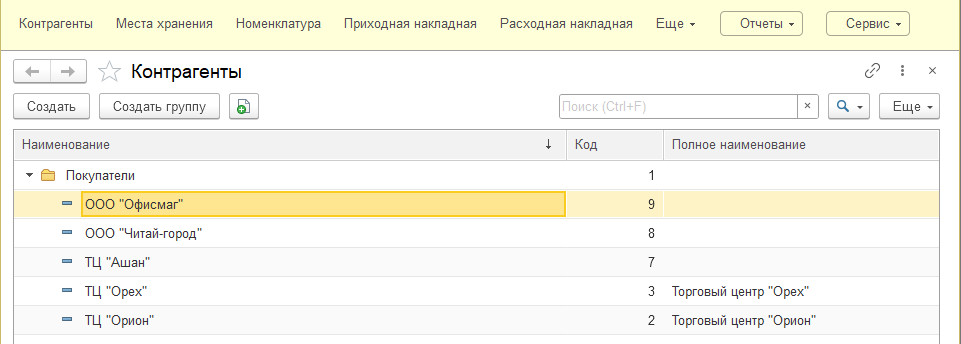 Контрагенты Места хранения Номенклатура Приходная накладная Расходная накладная Еще Отчеты Сервис
Контрагенты
Создать Создать группу Поиск (Ctrl+F) Еще
Наименование Код Полное наименование
Покупатели 1
ООО "Офисмаг" 9
ООО "Читай-город" 8
ТЦ "Ашан" 7
ТЦ "Орех" 3 Торговый центр "Орех"
ТЦ "Орион" 2 Торговый центр "Орион"